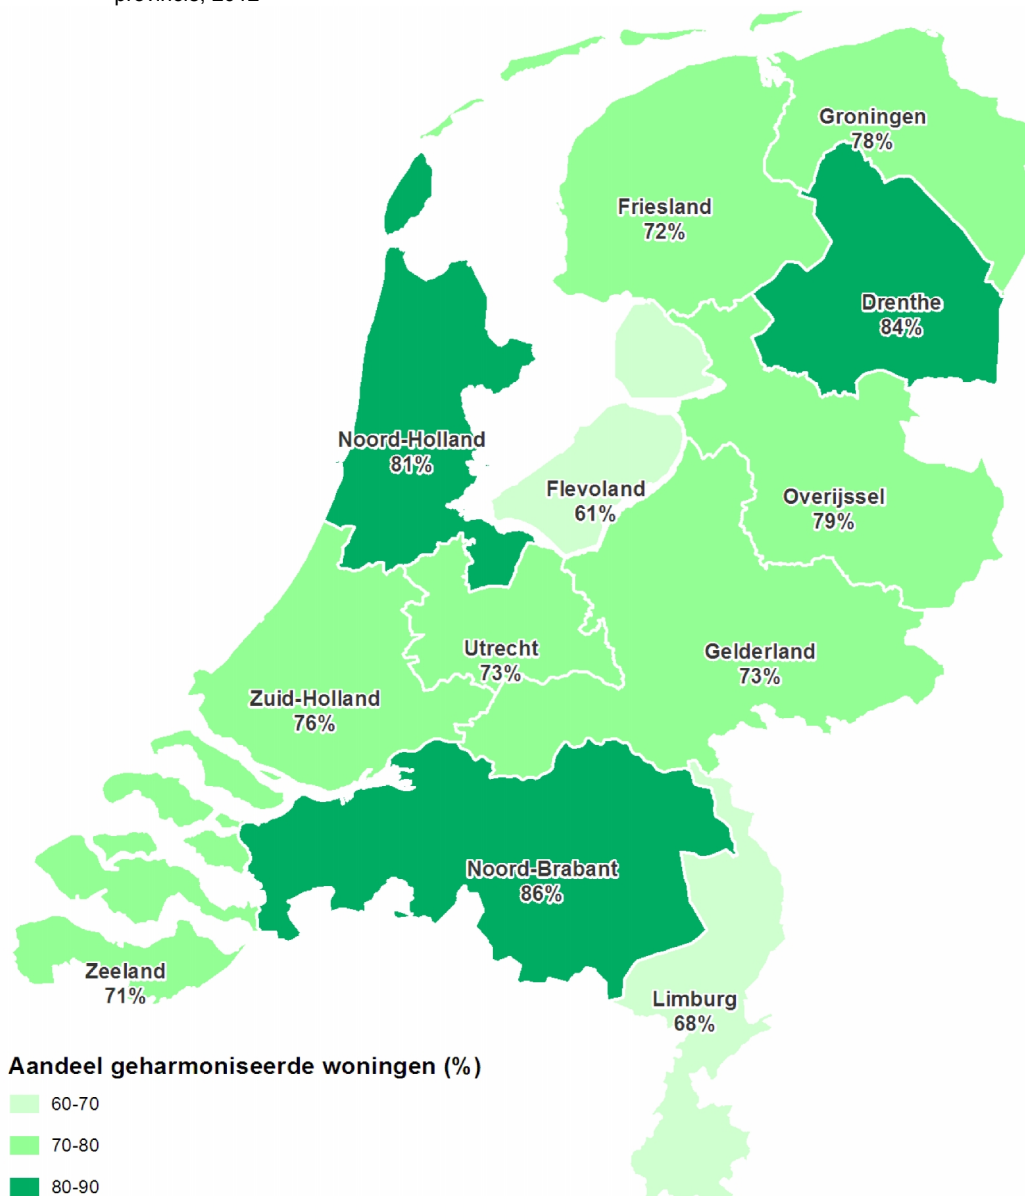 Groningen
78%
Friesland
72%
Drenthe
84%
Noord-Holland
81%
Flevoland
61%
Overijssel
79%
Utrecht
73%
Gelderland
73%
Zuid-Holland
76%
Noord-Brabant
86%
Zeeland
71%
Limburg
68%
Aandeel geharmoniseerde woningen (%)
60-70
70-80
80-90